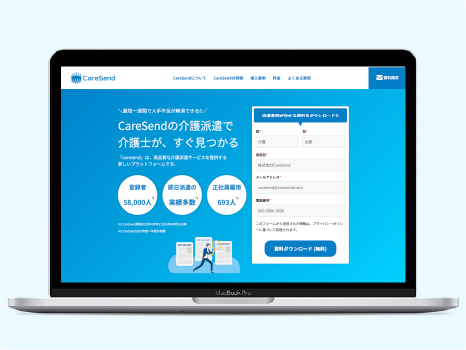 CareSend
CareSendについて
CareSendの特徴
導入事例
料金
よくある質問
資料請求
＼最短一週間で人手不足が解消できる!!／
CareSendの介護派遣で
介護士が、すぐ見つかる
「caresend」は、高品質な介護派遣サービスを提供する
新しいプラットフォームです。
登録者
58,000人
即日派遣の
実績多数
正社員雇用
693人
派遣事例が分かる資料をダウンロード!!
姓*
名*
介護
太郎
会社名*
株式会社CareSend
メールアドレス*
caresend@caresend.com
電話番号*
000-0000-0000
このフォームから送信された情報は、プライバシーポリシ
ーに基づいて処理されます。
資料ダウンロード (無料)
MacBook Pro